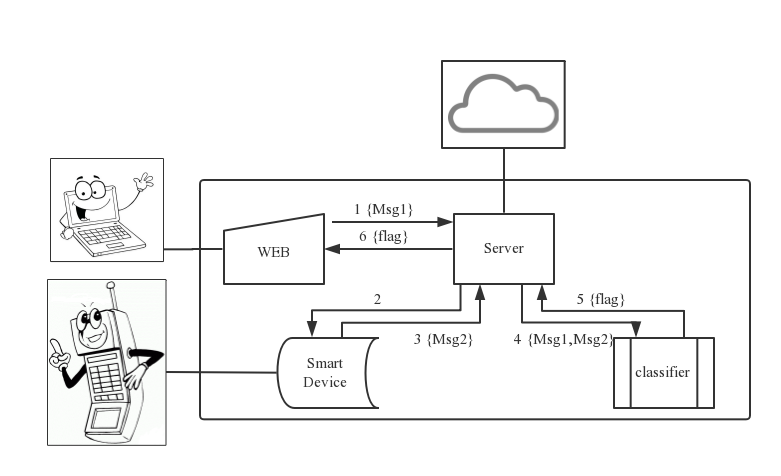 1 {Msg1}
6 {flag}
WEB
Server
2
5 {flag}
3 {Msg2}
4 {Msg1,Msg2}
Smart
Device
classifier